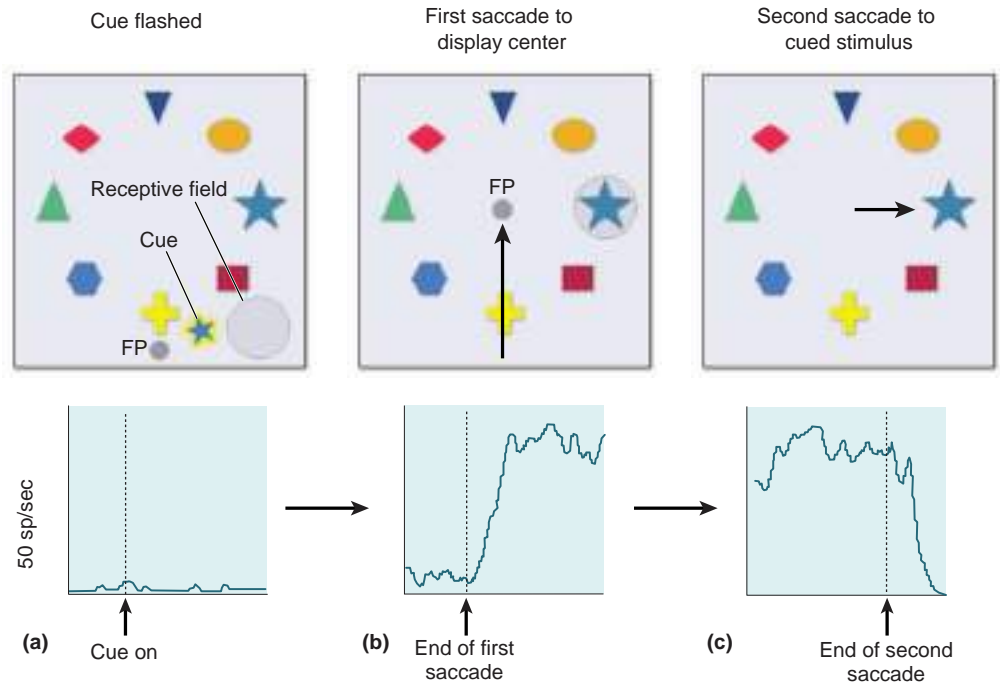 Cue flashed
First saccade to
display center
Second saccade to
cued stimulus
Receptive field
Cue
FP
FP
50 sp/sec
(a)
Cue on
(b)
End of first
saccade
(c)
End of second
saccade